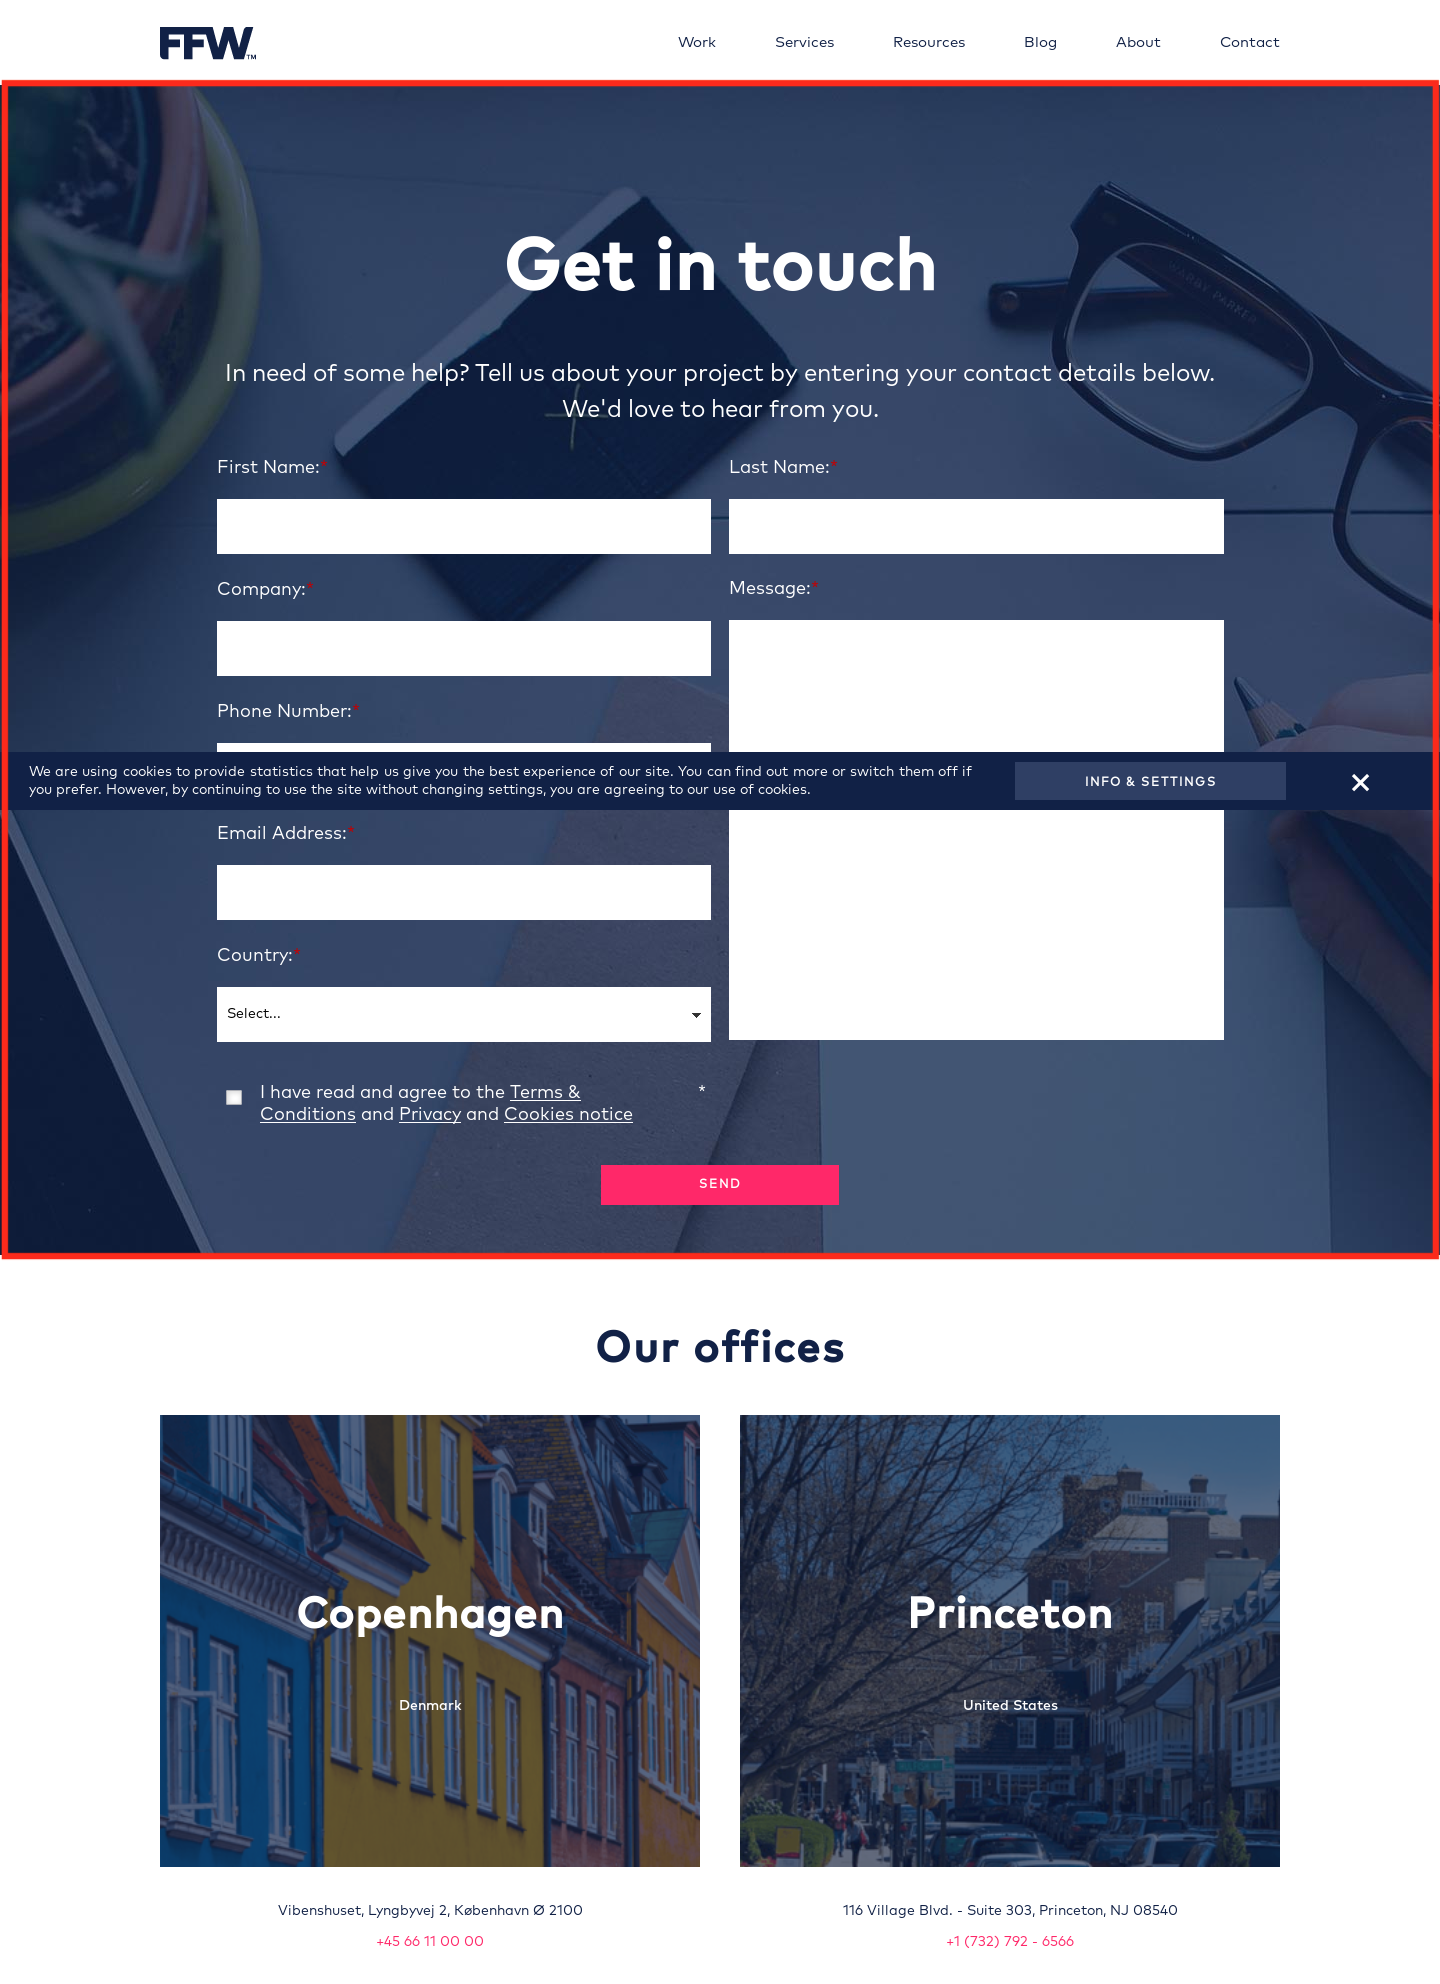 FFW™
Work Services Resources Blog About Contact
WARBY PARKER
Get in touch
In need of some help? Tell us about your project by entering your contact details below.
We'd love to hear from you.
First Name:*
Last Name:*
Company:*
Message:*
Phone Number:*
We are using cookies to provide statistics that help us give you the best experience of our site. You can find out more or switch them off if
you prefer. However, by continuing to use the site without changing settings, you are agreeing to our use of cookies.
INFO & SETTINGS
Email Address:*
Country:*
Select...
I have read and agree to the Terms & *
Conditions and Privacy and Cookies notice
SEND
Our offices
Copenhagen
Denmark
Princeton
United States
Vibenshuset, Lyngbyvej 2, København Ø 2100
+45 66 11 00 00
116 Village Blvd. - Suite 303, Princeton, NJ 08540
+1 (732) 792 - 6566